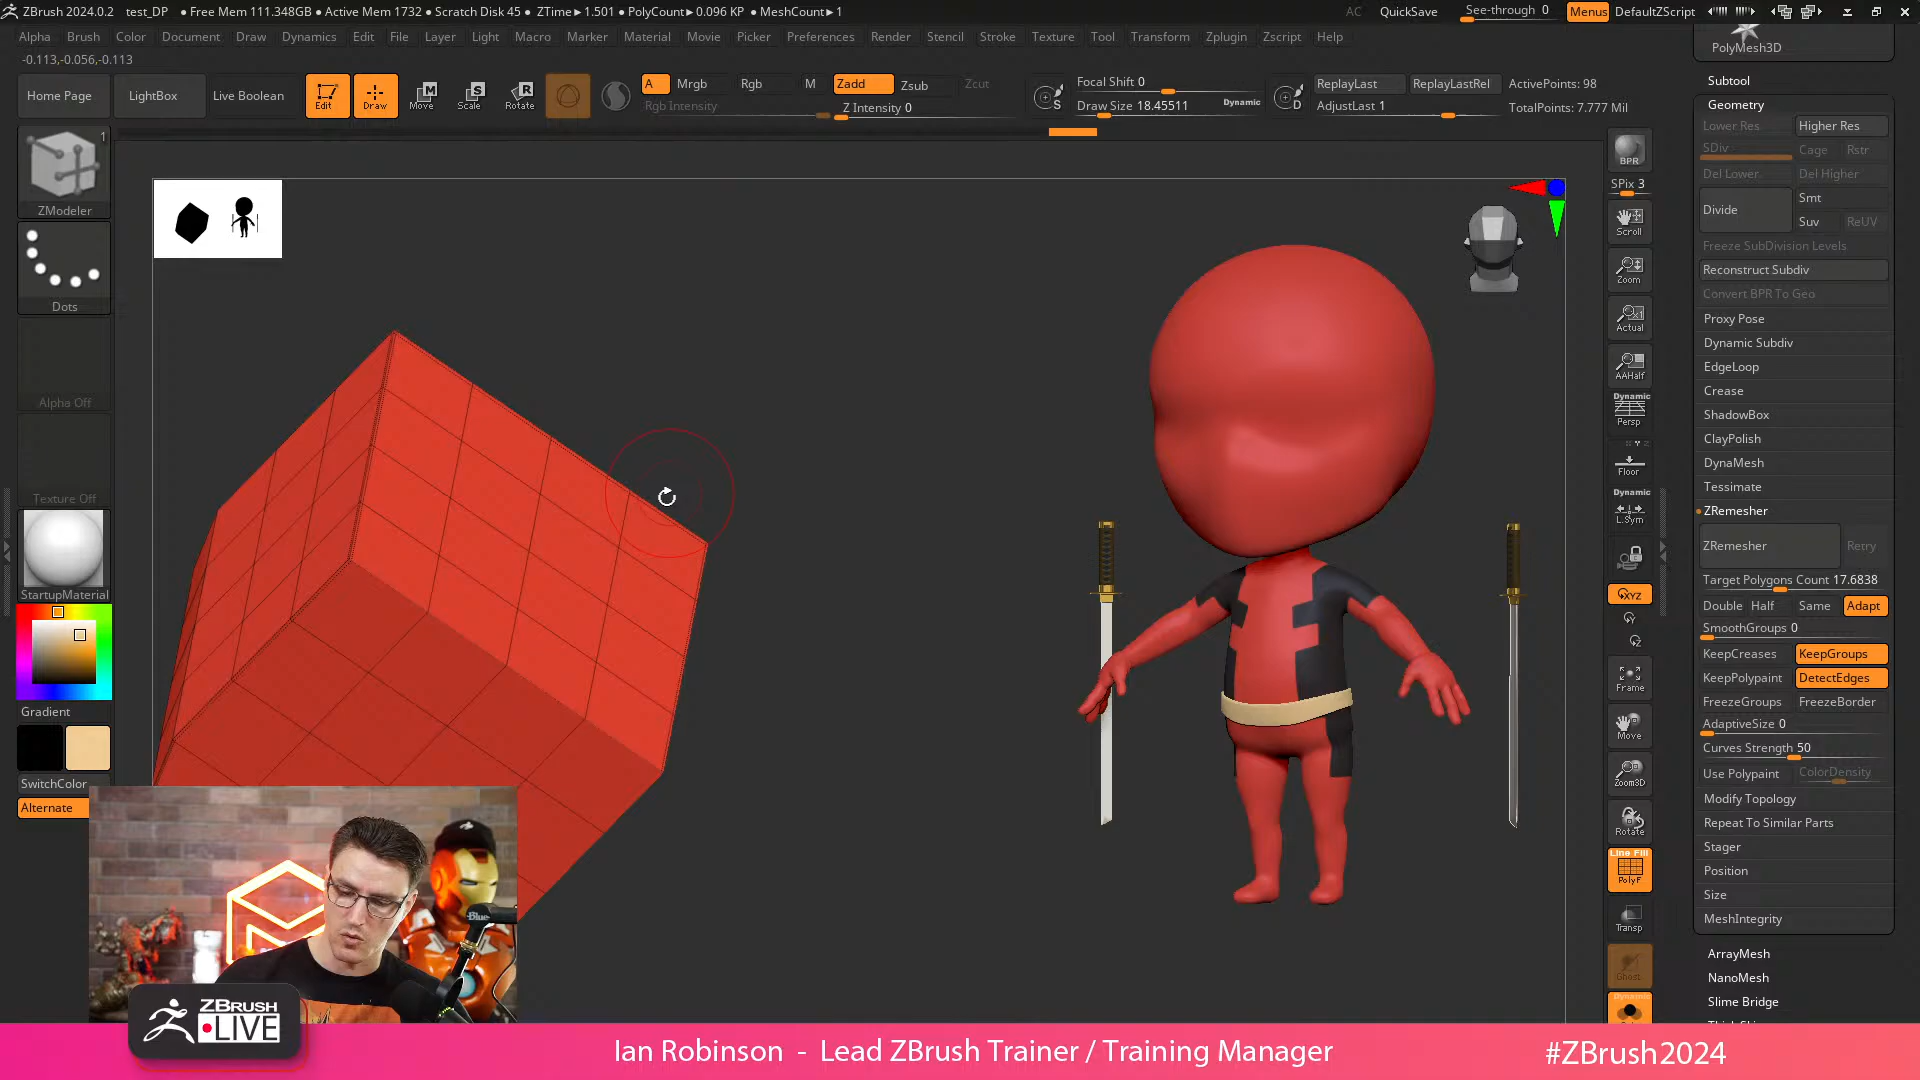 ZBrush 2024.0.2 test_DP • Free Mem 111.348GB • Active Mem 1732 • Scratch Disk 45 • ZTime►1.501 • PolyCount►0.096 KP • MeshCount►1 AC QuickSave See-through 0 Menus DefaultZScript
Alpha Brush Color Document Draw Dynamics Edit File Layer Light Macro Marker Material Movie Picker Preferences Render Stencil Stroke Texture Tool Transform Zplugin Zscript Help
-0.113,-0.056,-0.113
Home Page LightBox Live Boolean Edit Draw Move Scale Rotate
A Mrgb Rgb M Zadd Zsub Zcut
Rgb Intensity Z Intensity 0
S Focal Shift 0
Draw Size 18.45511 Dynamic
D ReplayLast ReplayLastRel ActivePoints: 98
AdjustLast 1 TotalPoints: 7.777 Mil
1
ZModeler
Dots
Alpha Off
Texture Off
StartupMaterial
Gradient
SwitchColor
Alternate
BPR
SPix 3
Scroll
Zoom
Actual
AAHalf
Dynamic
Persp
Floor
Dynamic
L.Sym
XYZ
Y
Z
Frame
Move
Zoom3D
Rotate
Line Fill
PolyF
Transp
Ghost
Dynamic
PolyMesh3D
Subtool
Geometry
Lower Res Higher Res
SDiv Cage Rstr
Del Lower Del Higher
Divide Smt
Suv ReUV
Freeze SubDivision Levels
Reconstruct Subdiv
Convert BPR To Geo
Proxy Pose
Dynamic Subdiv
EdgeLoop
Crease
ShadowBox
ClayPolish
DynaMesh
Tessimate
ZRemesher
ZRemesher Retry
Target Polygons Count 17.6838
Double Half Same Adapt
SmoothGroups 0
KeepCreases KeepGroups
KeepPolypaint DetectEdges
FreezeGroups FreezeBorder
AdaptiveSize 0
Curves Strength 50
Use Polypaint ColorDensity
Modify Topology
Repeat To Similar Parts
Stager
Position
Size
MeshIntegrity
ArrayMesh
NanoMesh
Slime Bridge
Blue
ZBRUSH
LIVE
Ian Robinson - Lead ZBrush Trainer / Training Manager
#ZBrush2024